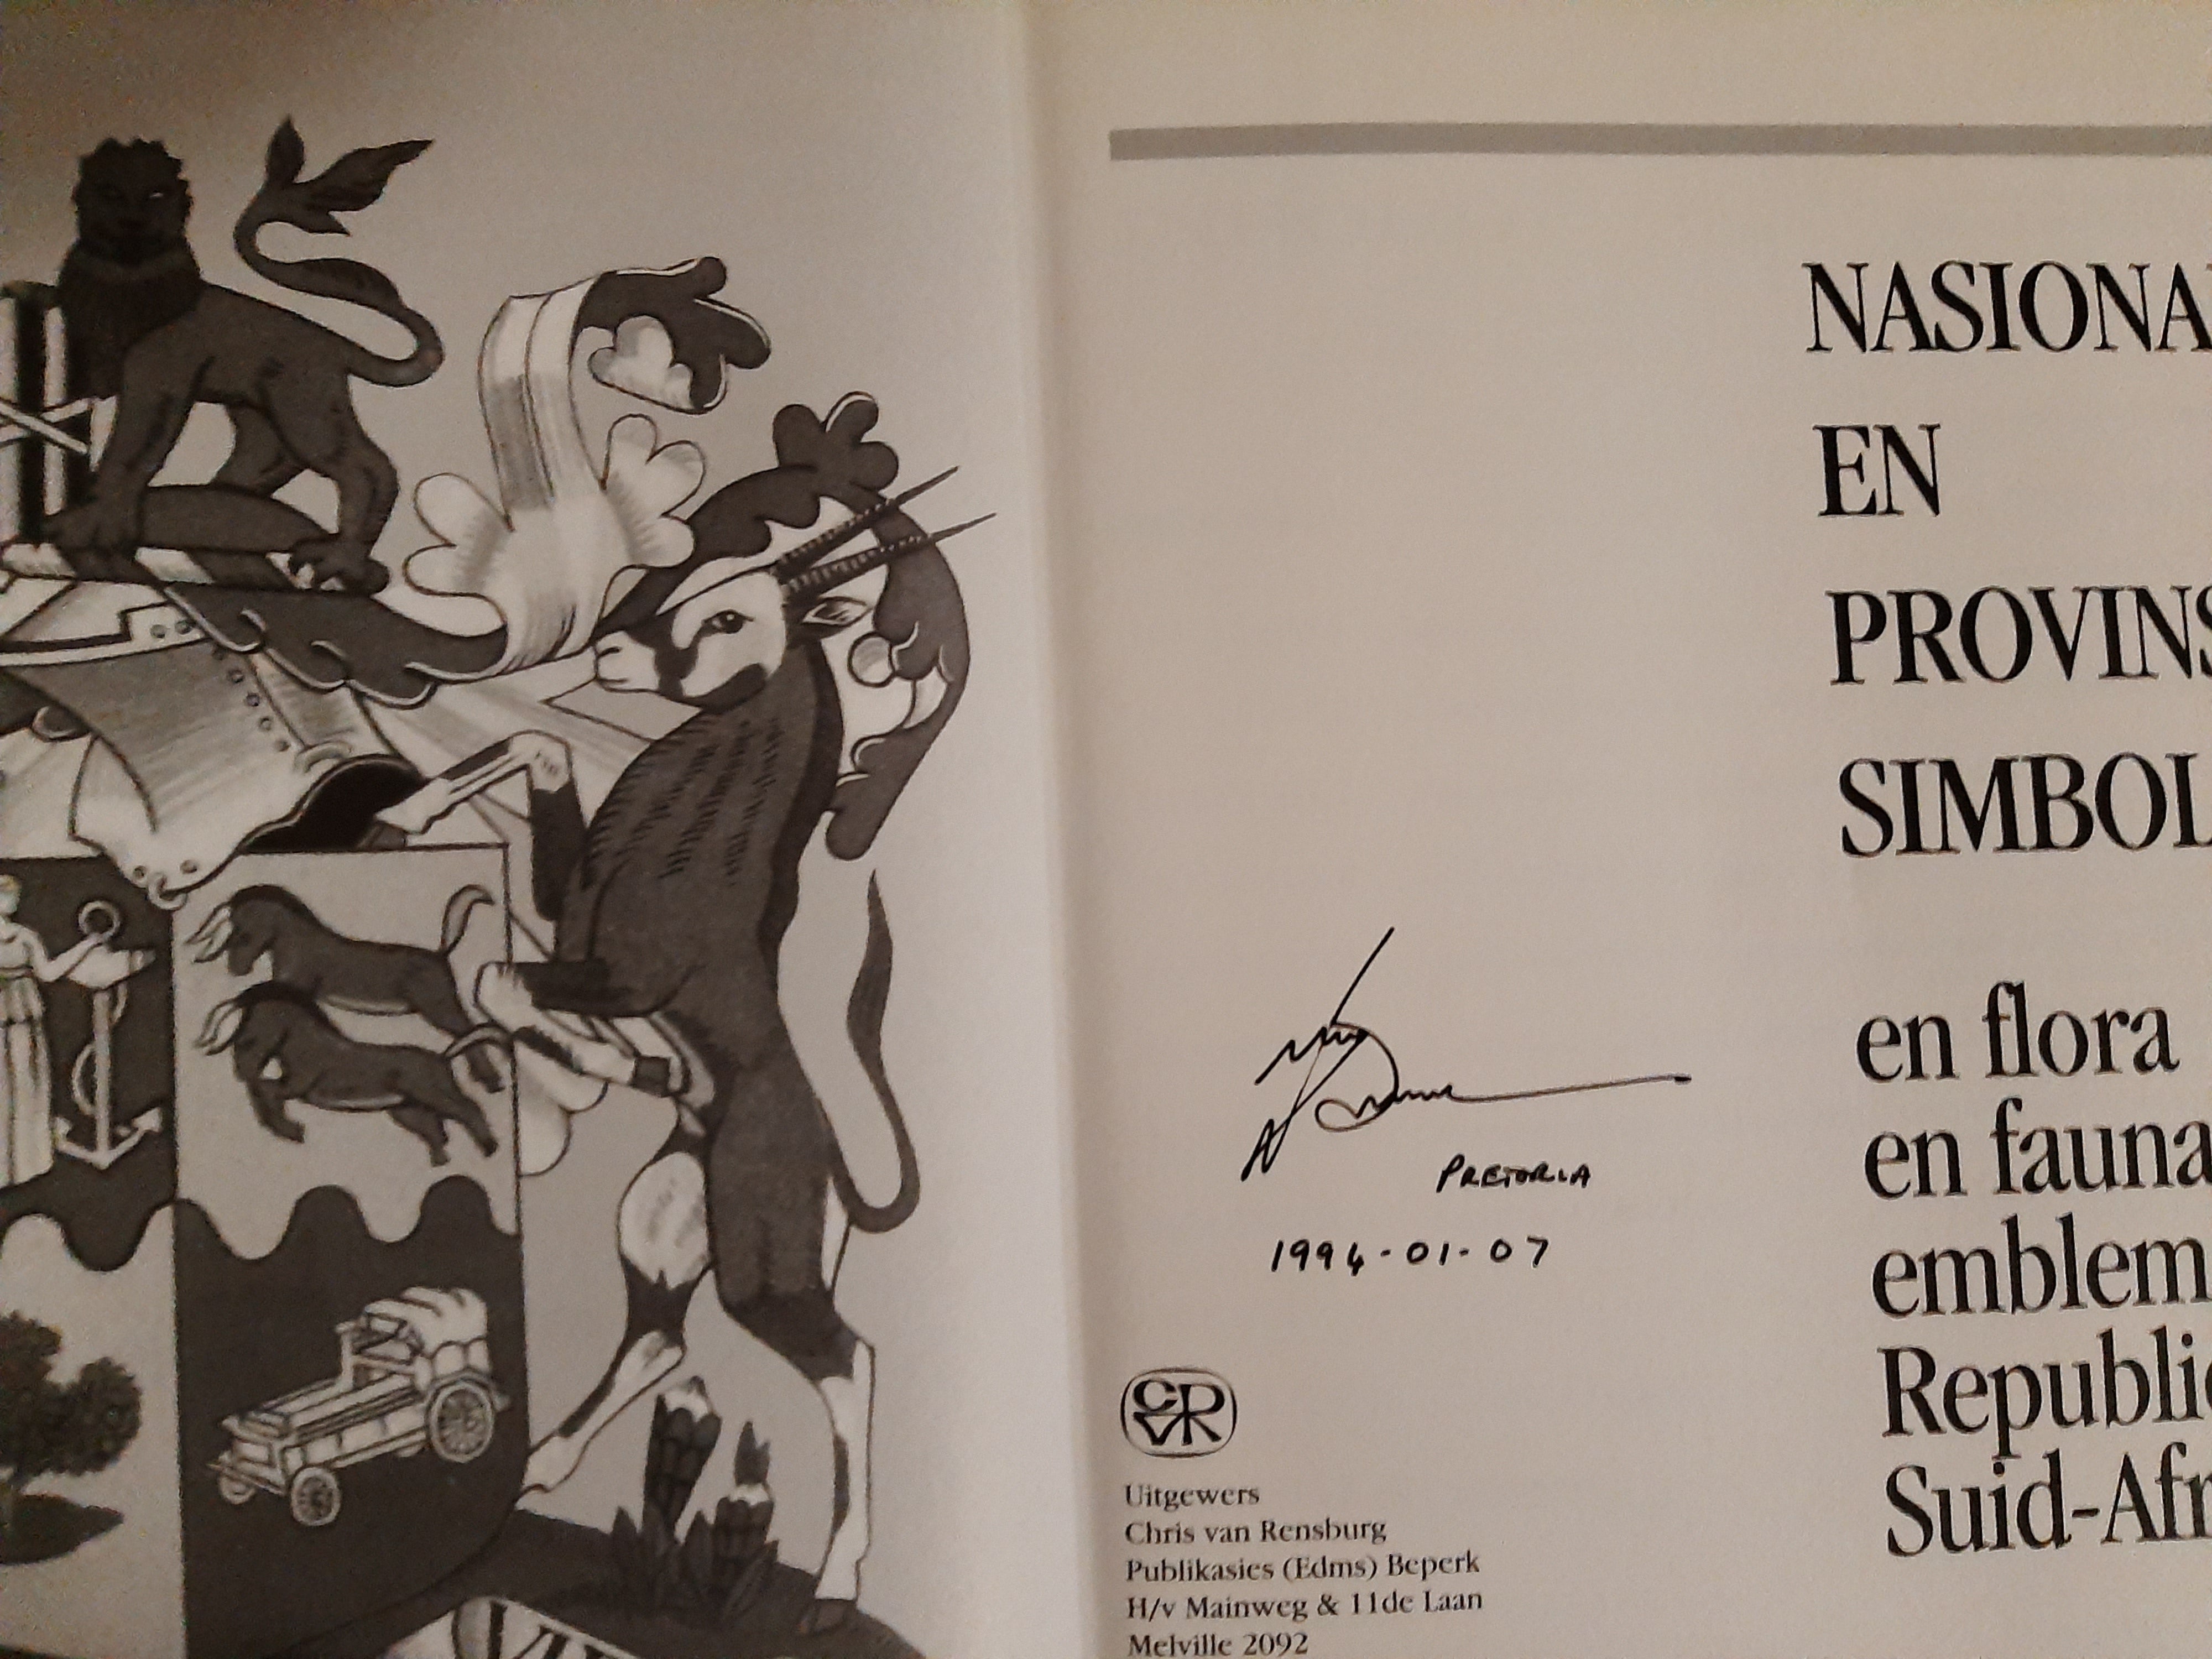 NASIONA
EN
PROVINS
SIMBOL
en flora
en fauna
emblem
Republi
Suid-Afr
PRETORIA
1994-01-07
CVR
Uitgewers
Chris van Rensburg
Publikasies (Edms) Beperk
H/v Mainweg & 11de Laan
Melville 2092